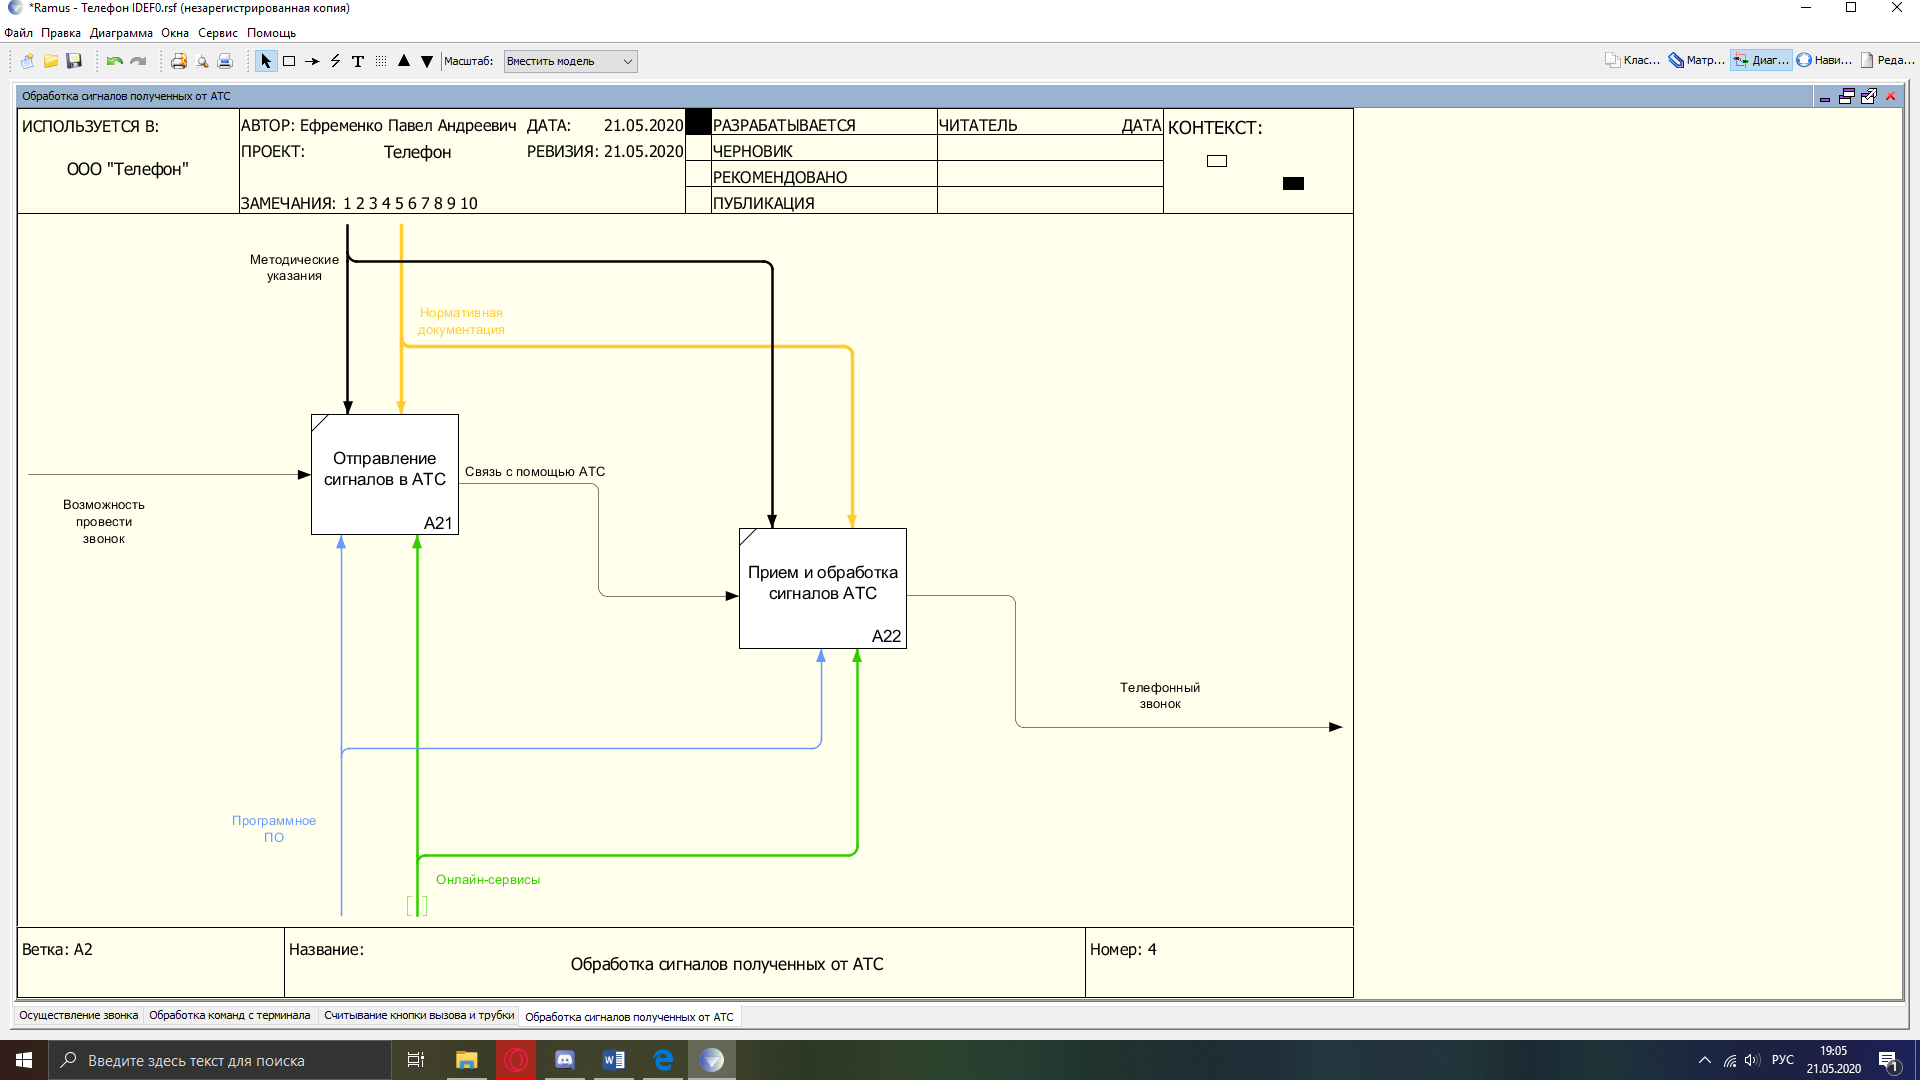 *Ramus - Телефон IDEF0.rsf (незарегистрированная копия)
Файл Правка Диаграмма Окна Сервис Помощь
Масштаб: Вместить модель
Клас... Матр... Диаг... Нави... Реда...
Обработка сигналов полученных от АТС
ИСПОЛЬЗУЕТСЯ В:
ООО "Телефон"
АВТОР: Ефременко Павел Андреевич ДАТА: 21.05.2020
ПРОЕКТ: Телефон РЕВИЗИЯ: 21.05.2020
ЗАМЕЧАНИЯ: 1 2 3 4 5 6 7 8 9 10
РАЗРАБАТЫВАЕТСЯ
ЧЕРНОВИК
РЕКОМЕНДОВАНО
ПУБЛИКАЦИЯ
ЧИТАТЕЛЬ ДАТА
КОНТЕКСТ:
Методические
указания
Нормативная
документация
Отправление
сигналов в АТС
A21
Связь с помощью АТС
Возможность
провести
звонок
Прием и обработка
сигналов АТС
A22
Телефонный
звонок
Программное
ПО
Онлайн-сервисы
Ветка: A2
Название:
Обработка сигналов полученных от АТС
Номер: 4
Осуществление звонка Обработка команд с терминала Считывание кнопки вызова и трубки Обработка сигналов полученных от АТС
Введите здесь текст для поиска
РУС
19:05
21.05.2020
1